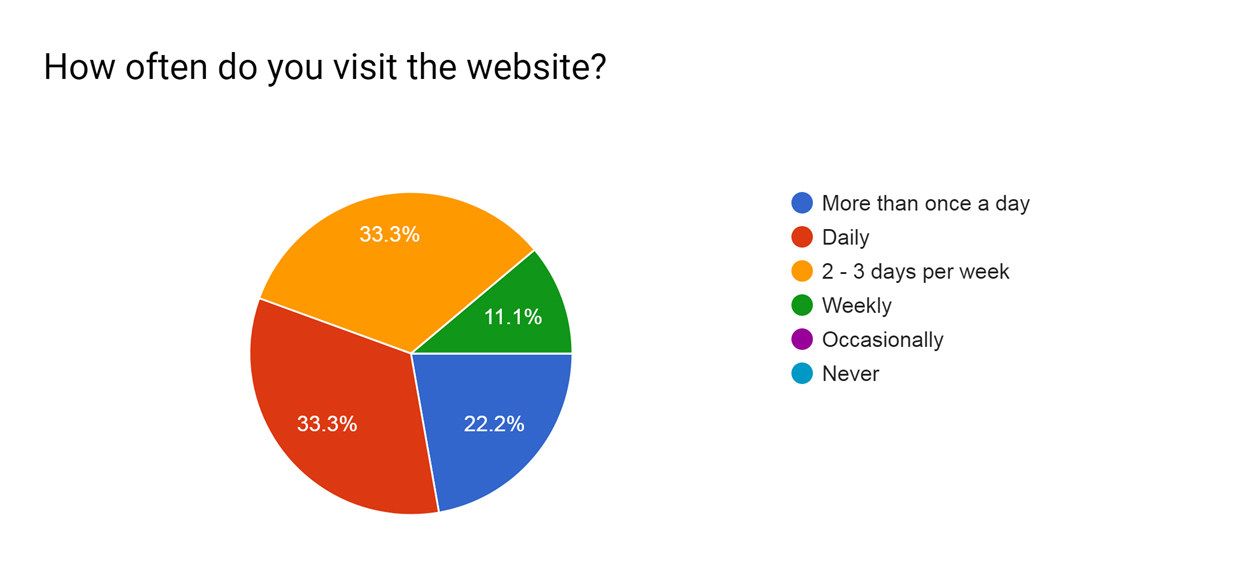 How often do you visit the website?
33.3%
11.1%
33.3%
22.2%
More than once a day
Daily
2 - 3 days per week
Weekly
Occasionally
Never